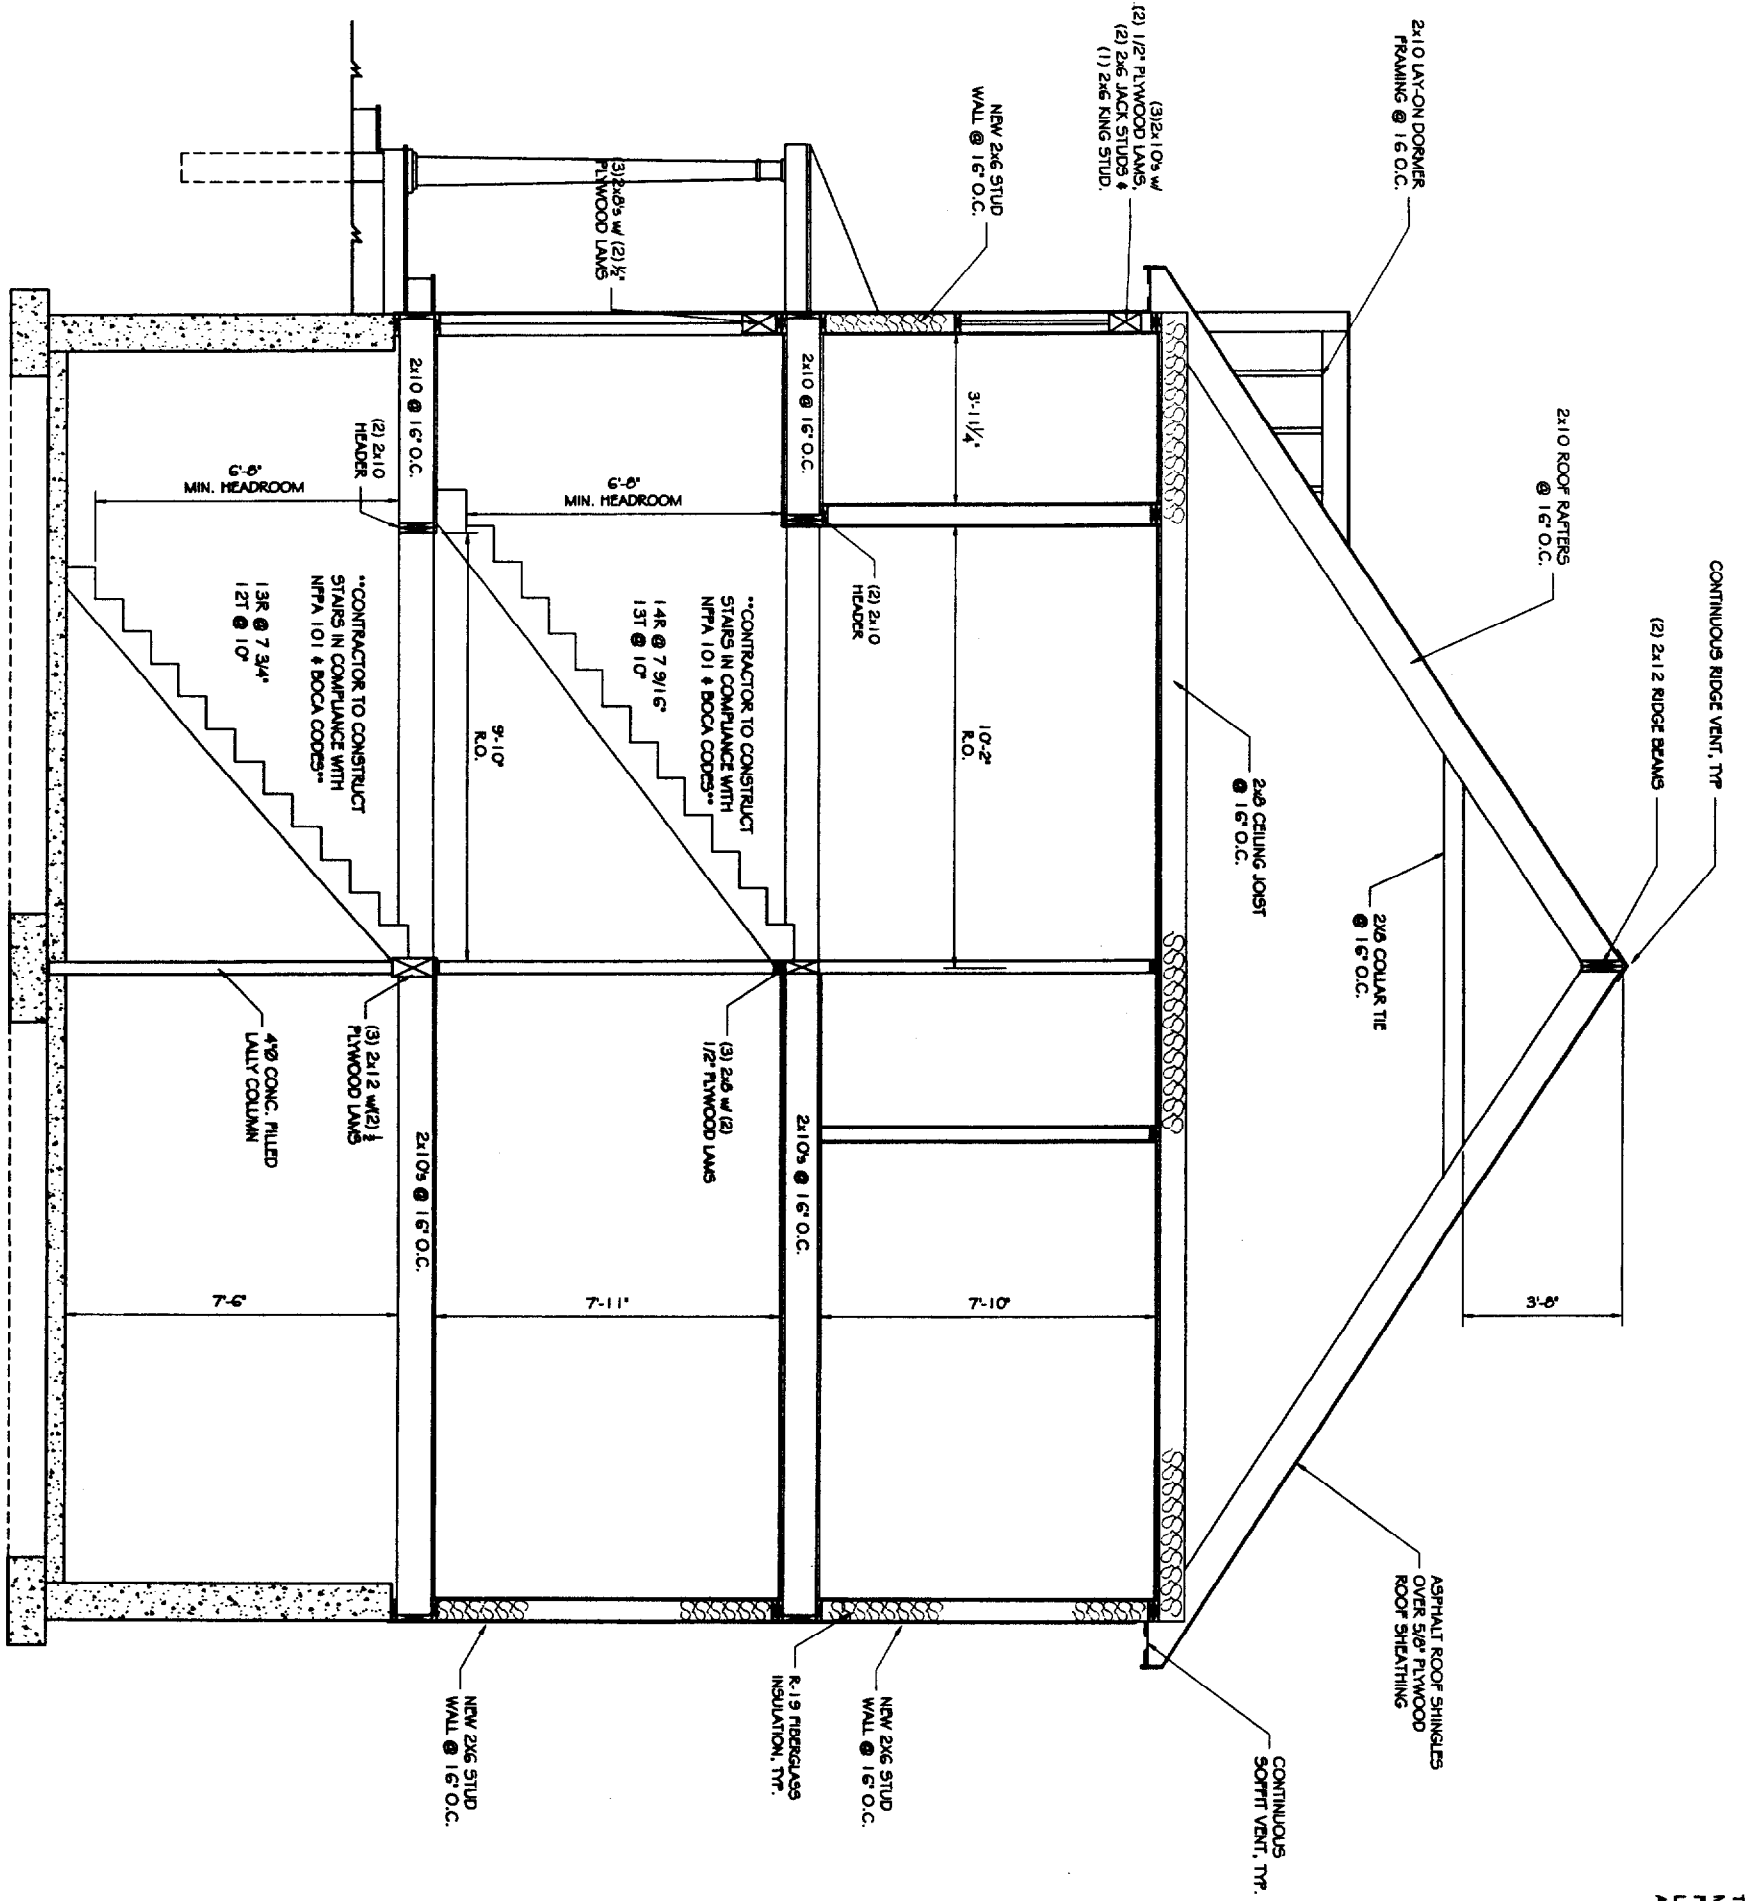 CONTINUOUS RIDGE VENT, TYP
(2) 2x12 RIDGE BEAMS
2x10 ROOF RAFTERS
@ 16" O.C.
2x10 LAY-ON DORMER
FRAMING @ 16 O.C.
ASPHALT ROOF SHINGLES
OVER 5/8" PLYWOOD
ROOF SHEATHING
3'-8"
2X8 COLLAR TIE
@ 16" O.C.
2x8 CEILING JOIST
@ 16" O.C.
CONTINUOUS
SOFFIT VENT, TYP.
(3)2x10's w
(2) 1/2" PLYWOOD LAMS,
(2) 2x6 JACK STUDS &
(1) 2x6 KING STUD.
NEW 2x6 STUD
WALL @ 16" O.C.
3'-11/4"
10'-2"
R.O.
7'-10"
(2) 2x10
HEADER
NEW 2X6 STUD
WALL @ 16" O.C.
R-19 FIBERGLASS
INSULATION, TYP.
2x10 @ 16" O.C.
2x10's @ 16" O.C.
(3)2x8's w (2) ½"
PLYWOOD LAMS
6'-8"
MIN. HEADROOM
**CONTRACTOR TO CONSTRUCT
STAIRS IN COMPLIANCE WITH
NFPA 101 & BOCA CODES**
14R @ 7 9/16"
13T @ 10"
(3) 2x8 w (2)
1/2" PLYWOOD LAMS
7'-11"
9'-10"
R.O.
NEW 2X6 STUD
WALL @ 16" O.C.
2x10 @ 16" O.C.
2x10's @ 16" O.C.
(2) 2x10
HEADER
6'-8"
MIN. HEADROOM
**CONTRACTOR TO CONSTRUCT
STAIRS IN COMPLIANCE WITH
NFPA 101 & BOCA CODES**
13R @ 7 3/4"
12T @ 10"
(3) 2x12 w(2) ½
PLYWOOD LAMS
4"Ø CONC. FILLED
LALLY COLUMN
7'-6"